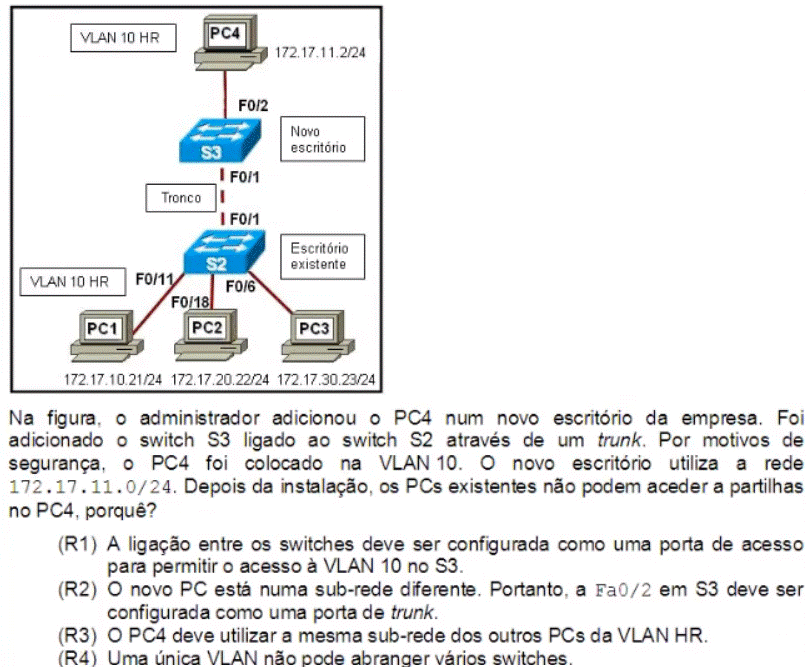 VLAN 10 HR
PC4
172.17.11.2/24
F0/2
Novo
escritório
S3
F0/1
Tronco
F0/1
Escritório
existente
S2
VLAN 10 HR
F0/11
F0/18
F0/6
PC1
PC2
PC3
172.17.10.21/24 172.17.20.22/24 172.17.30.23/24
Na figura, o administrador adicionou o PC4 num novo escritório da empresa. Foi
adicionado o switch S3 ligado ao switch S2 através de um trunk. Por motivos de
segurança, o PC4 foi colocado na VLAN 10. O novo escritório utiliza a rede
172.17.11.0/24. Depois da instalação, os PCs existentes não podem aceder a partilhas
no PC4, porquê?
(R1) A ligação entre os switches deve ser configurada como uma porta de acesso
para permitir o acesso à VLAN 10 no S3.
(R2) O novo PC está numa sub-rede diferente. Portanto, a Fa0/2 em S3 deve ser
configurada como uma porta de trunk.
(R3) O PC4 deve utilizar a mesma sub-rede dos outros PCs da VLAN HR.
(R4) Uma única VLAN não pode abranger vários switches.